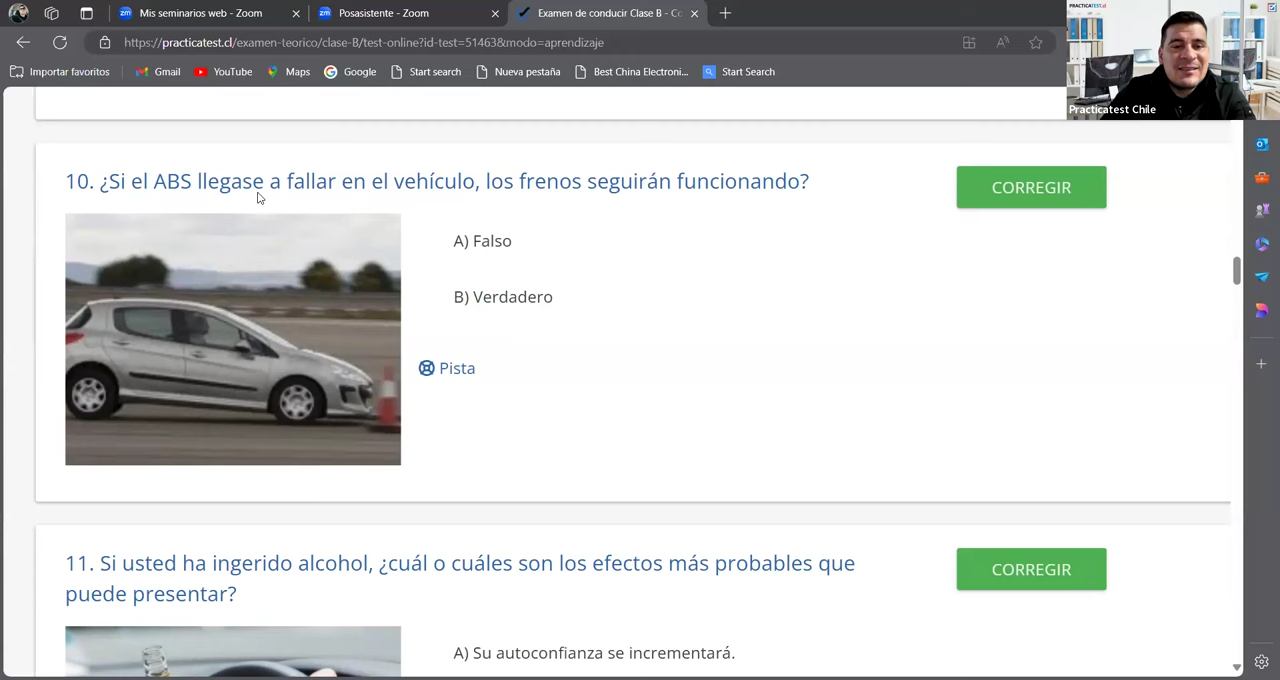 Mis seminarios web - Zoom
Posasistente - Zoom
Examen de conducir Clase B - Co
https://practicatest.cl/examen-teorico/clase-B/test-online?id-test=51463&modo=aprendizaje
Importar favoritos
Gmail
YouTube
Maps
Google
Start search
Nueva pestaña
Best China Electroni...
Start Search
PRACTICATEST.cl
Practicatest Chile
10. ¿Si el ABS llegase a fallar en el vehículo, los frenos seguirán funcionando?
CORREGIR
A) Falso
B) Verdadero
Pista
11. Si usted ha ingerido alcohol, ¿cuál o cuáles son los efectos más probables que
puede presentar?
CORREGIR
A) Su autoconfianza se incrementará.